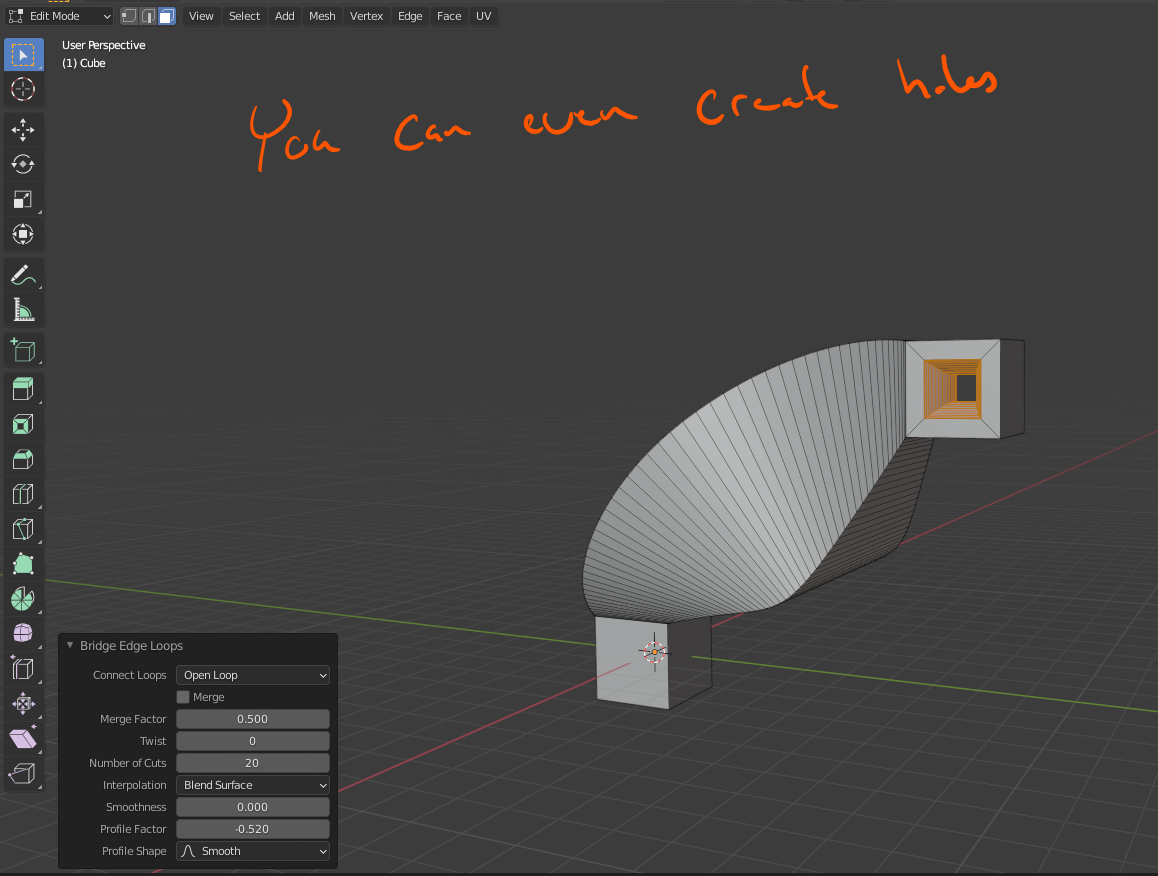 Edit Mode View Select Add Mesh Vertex Edge Face UV
User Perspective
(1) Cube
You can even create holes
Bridge Edge Loops
Connect Loops Open Loop
Merge
Merge Factor 0.500
Twist 0
Number of Cuts 20
Interpolation Blend Surface
Smoothness 0.000
Profile Factor -0.520
Profile Shape Smooth